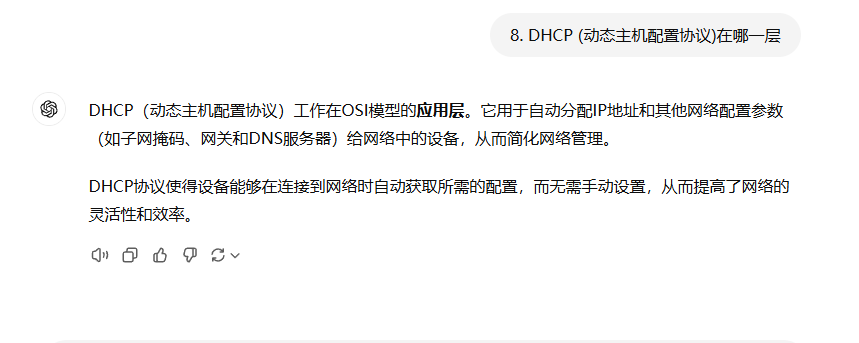 8. DHCP (动态主机配置协议)在哪一层
DHCP（动态主机配置协议）工作在OSI模型的应用层。它用于自动分配IP地址和其他网络配置参数
（如子网掩码、网关和DNS服务器）给网络中的设备，从而简化网络管理。
DHCP协议使得设备能够在连接到网络时自动获取所需的配置，而无需手动设置，从而提高了网络的
灵活性和效率。